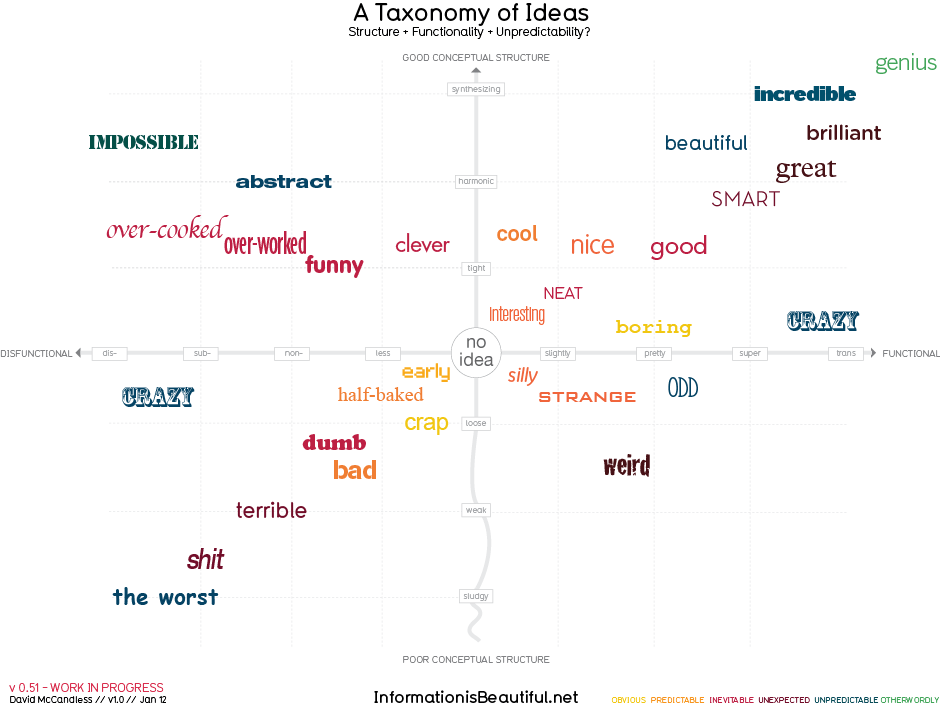 A Taxonomy of Ideas
Structure + Functionality + Unpredictability?
GOOD CONCEPTUAL STRUCTURE
genius
synthesizing
incredible
IMPOSSIBLE
beautiful
brilliant
great
abstract
harmonic
SMART
over-cooked
over-worked
clever
cool
nice
good
funny
tight
NEAT
interesting
boring
CRAZY
DISFUNCTIONAL
dis-
sub-
non-
less
no
idea
slightly
pretty
super
trans
FUNCTIONAL
early
silly
CRAZY
half-baked
STRANGE
ODD
crap
loose
dumb
bad
weird
terrible
weak
shit
the worst
sludgy
POOR CONCEPTUAL STRUCTURE
v 0.51 - WORK IN PROGRESS
David McCandless // v1.0 // Jan 12
InformationisBeautiful.net
OBVIOUS PREDICTABLE INEVITABLE UNEXPECTED UNPREDICTABLE OTHERWORDLY